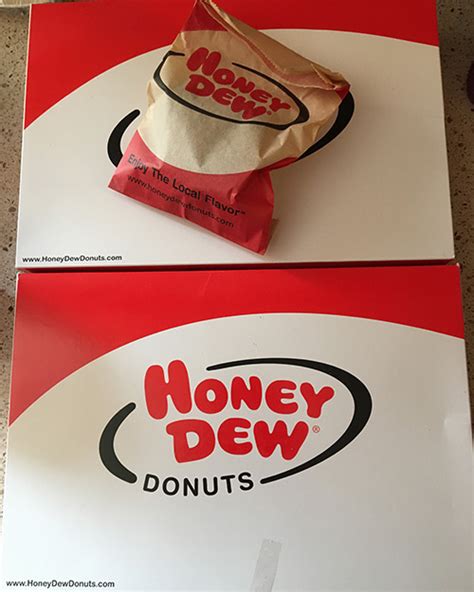 HONEY
DEW®
Enjoy The Local Flavor™
www.honeydewdonuts.com
www.HoneyDewDonuts.com
HONEY
DEW®
DONUTS
www.HoneyDewDonuts.com